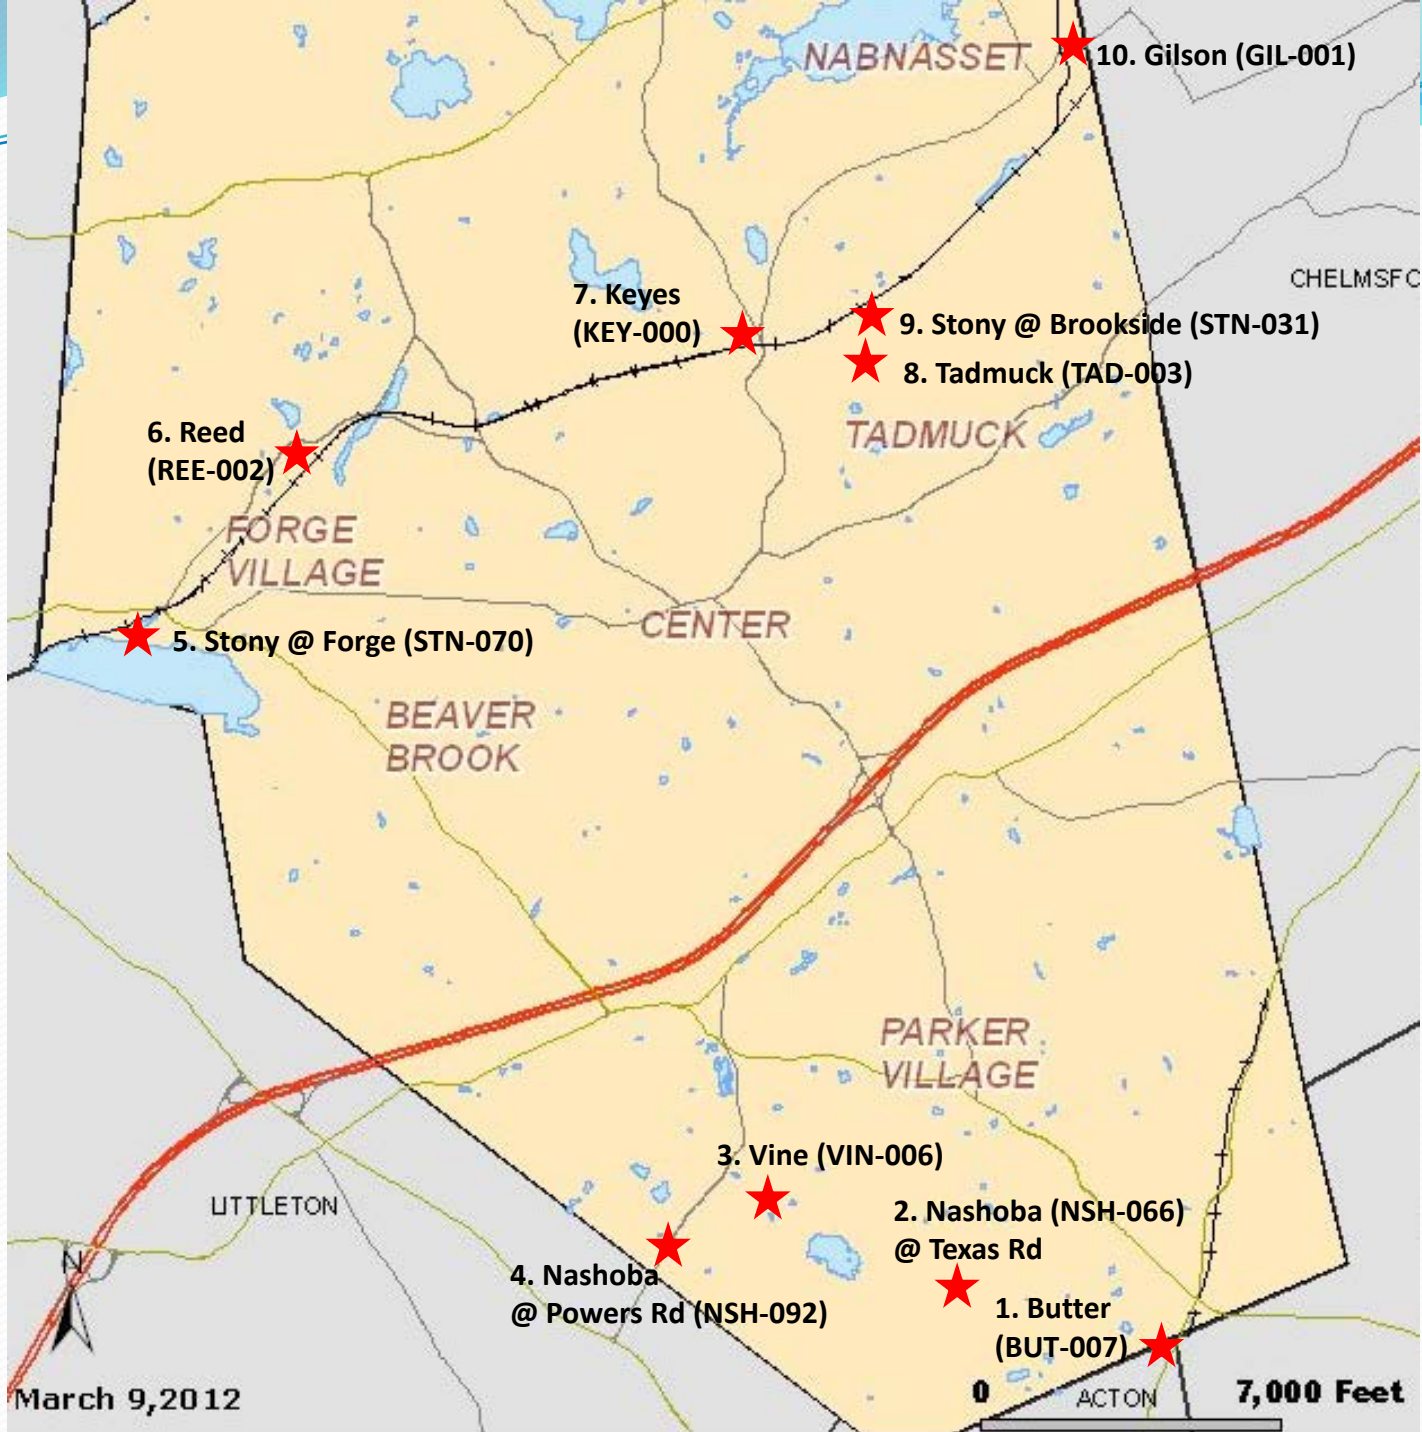 NABNASSET
10. Gilson (GIL-001)
CHELMSFC
7. Keyes
(KEY-000)
9. Stony @ Brookside (STN-031)
8. Tadmuck (TAD-003)
TADMUCK
6. Reed
(REE-002)
FORGE
VILLAGE
CENTER
5. Stony @ Forge (STN-070)
BEAVER
BROOK
PARKER
VILLAGE
3. Vine (VIN-006)
LITTLETON
2. Nashoba (NSH-066)
@ Texas Rd
N
4. Nashoba
@ Powers Rd (NSH-092)
1. Butter
(BUT-007)
March 9,2012
0
ACTON
7,000 Feet